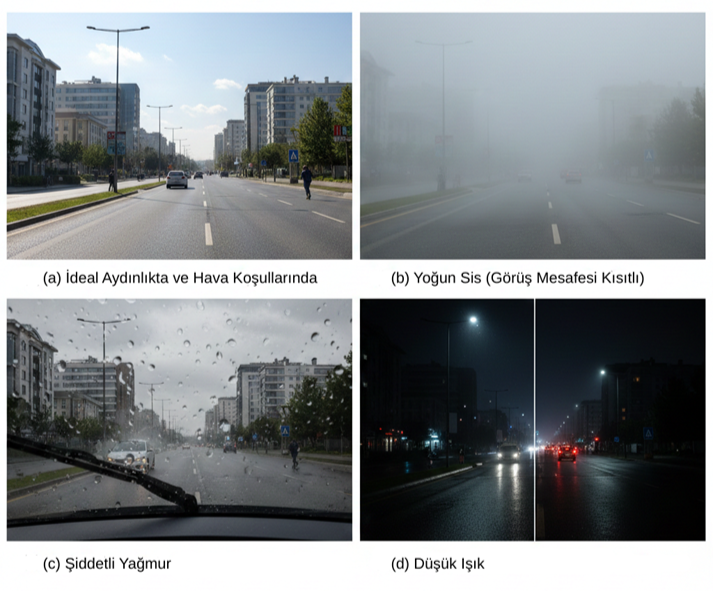 (a) İdeal Aydınlıkta ve Hava Koşullarında
(b) Yoğun Sis (Görüş Mesafesi Kısıtlı)
(c) Şiddetli Yağmur
(d) Düşük Işık